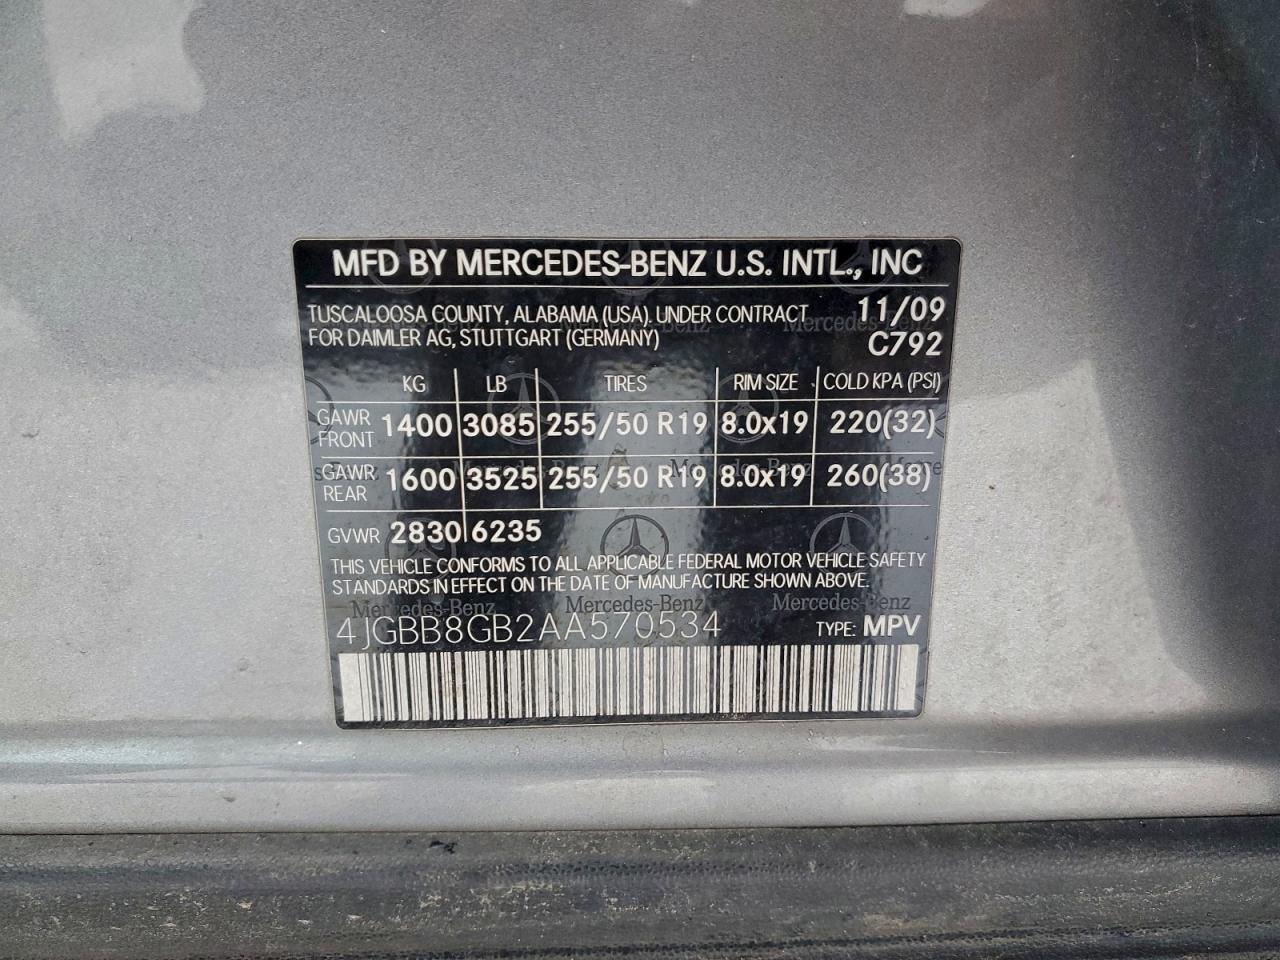 MFD BY MERCEDES-BENZ U.S. INTL., INC
TUSCALOOSA COUNTY, ALABAMA (USA). UNDER CONTRACT 11/09
FOR DAIMLER AG, STUTTGART (GERMANY) C792
KG LB TIRES RIM SIZE COLD KPA (PSI)
GAWR FRONT 1400 3085 255/50 R19 8.0x19 220(32)
GAWR REAR 1600 3525 255/50 R19 8.0x19 260(38)
GVWR 2830 6235
THIS VEHICLE CONFORMS TO ALL APPLICABLE FEDERAL MOTOR VEHICLE SAFETY
STANDARDS IN EFFECT ON THE DATE OF MANUFACTURE SHOWN ABOVE.
Mercedes-Benz Mercedes-Benz Mercedes-Benz
4JGBB8GB2AA570534 TYPE: MPV